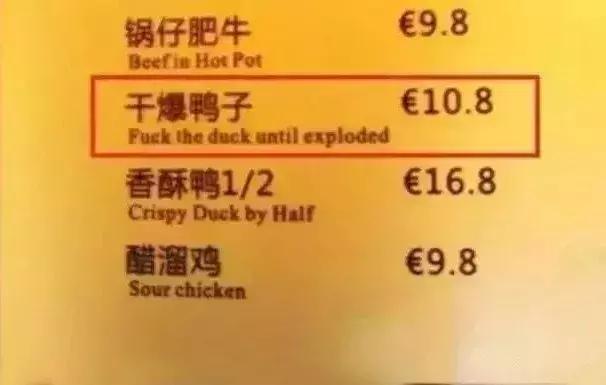 锅仔肥牛 €9.8
Beef in Hot Pot
干爆鸭子 €10.8
Fuck the duck until exploded
香酥鸭1/2 €16.8
Crispy Duck by Half
醋溜鸡 €9.8
Sour chicken